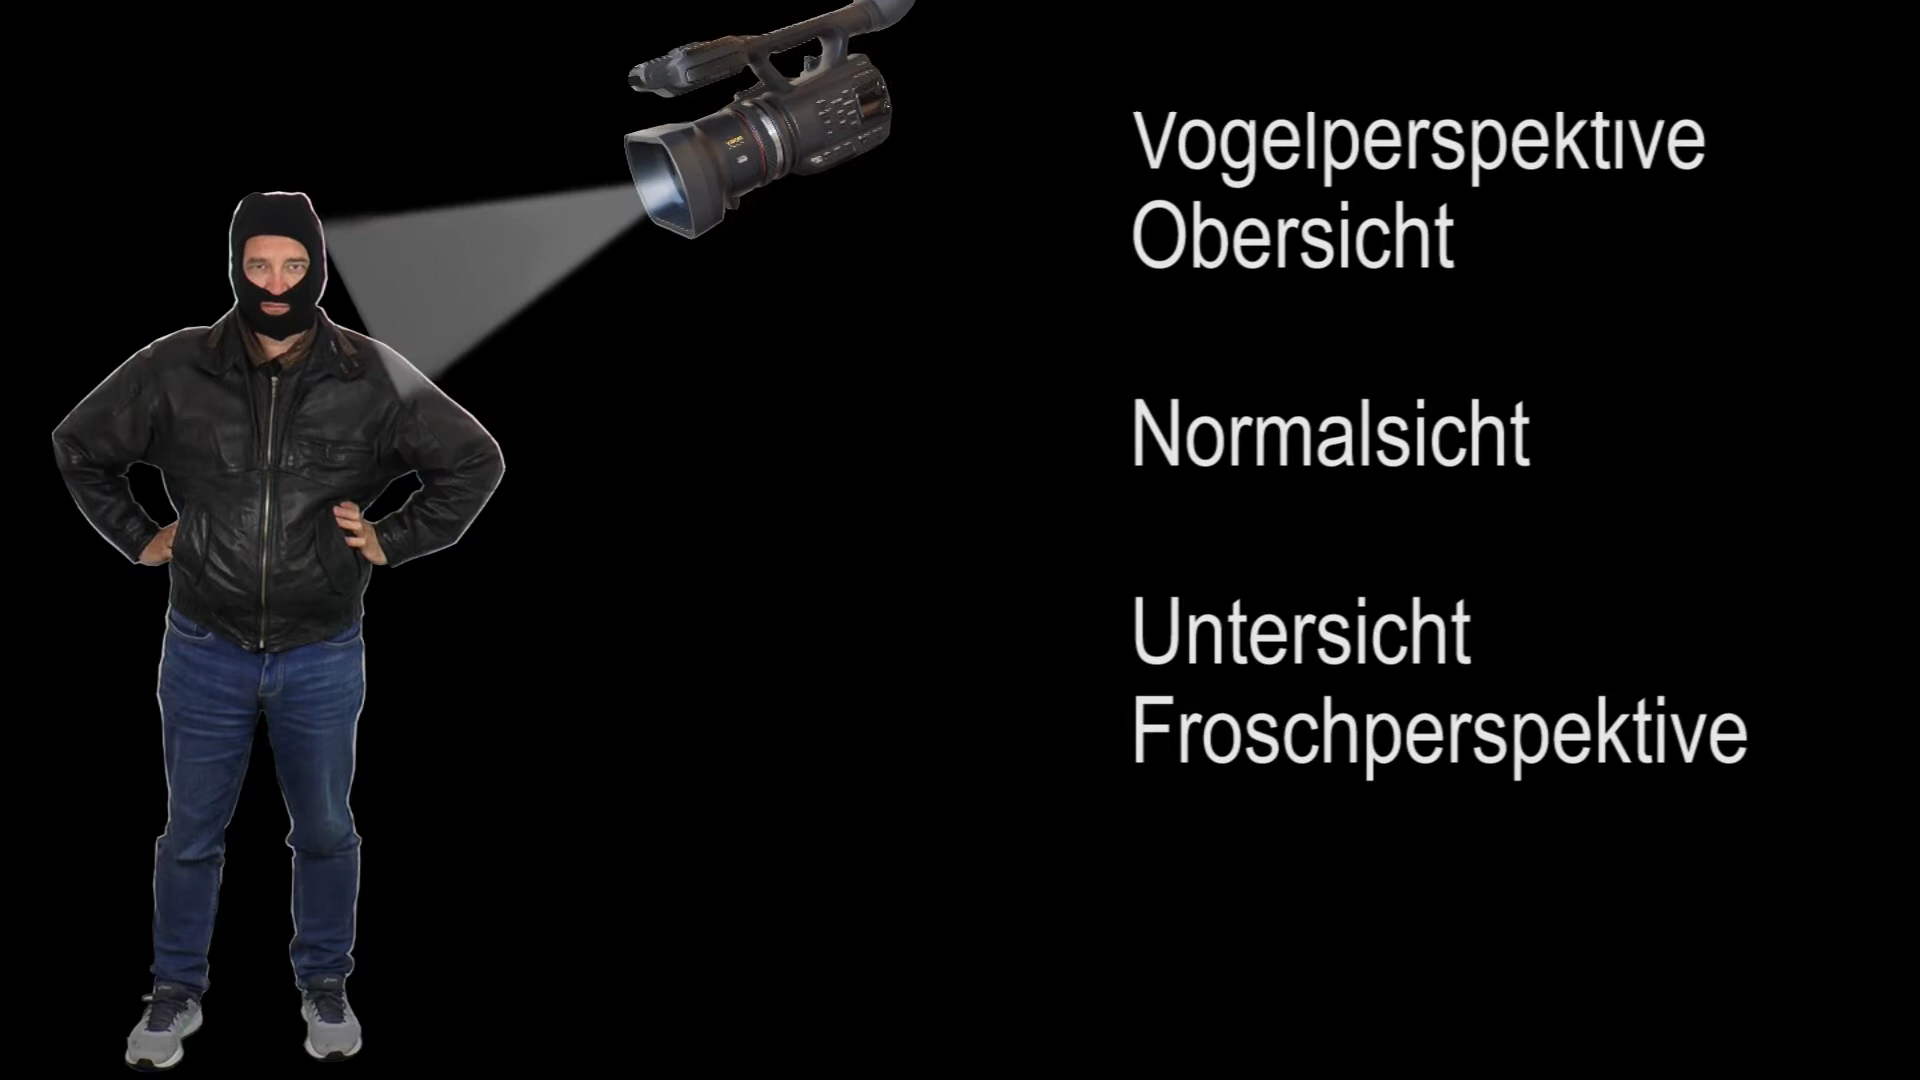 Vogelperspektive
Obersicht
Normalsicht
Untersicht
Froschperspektive